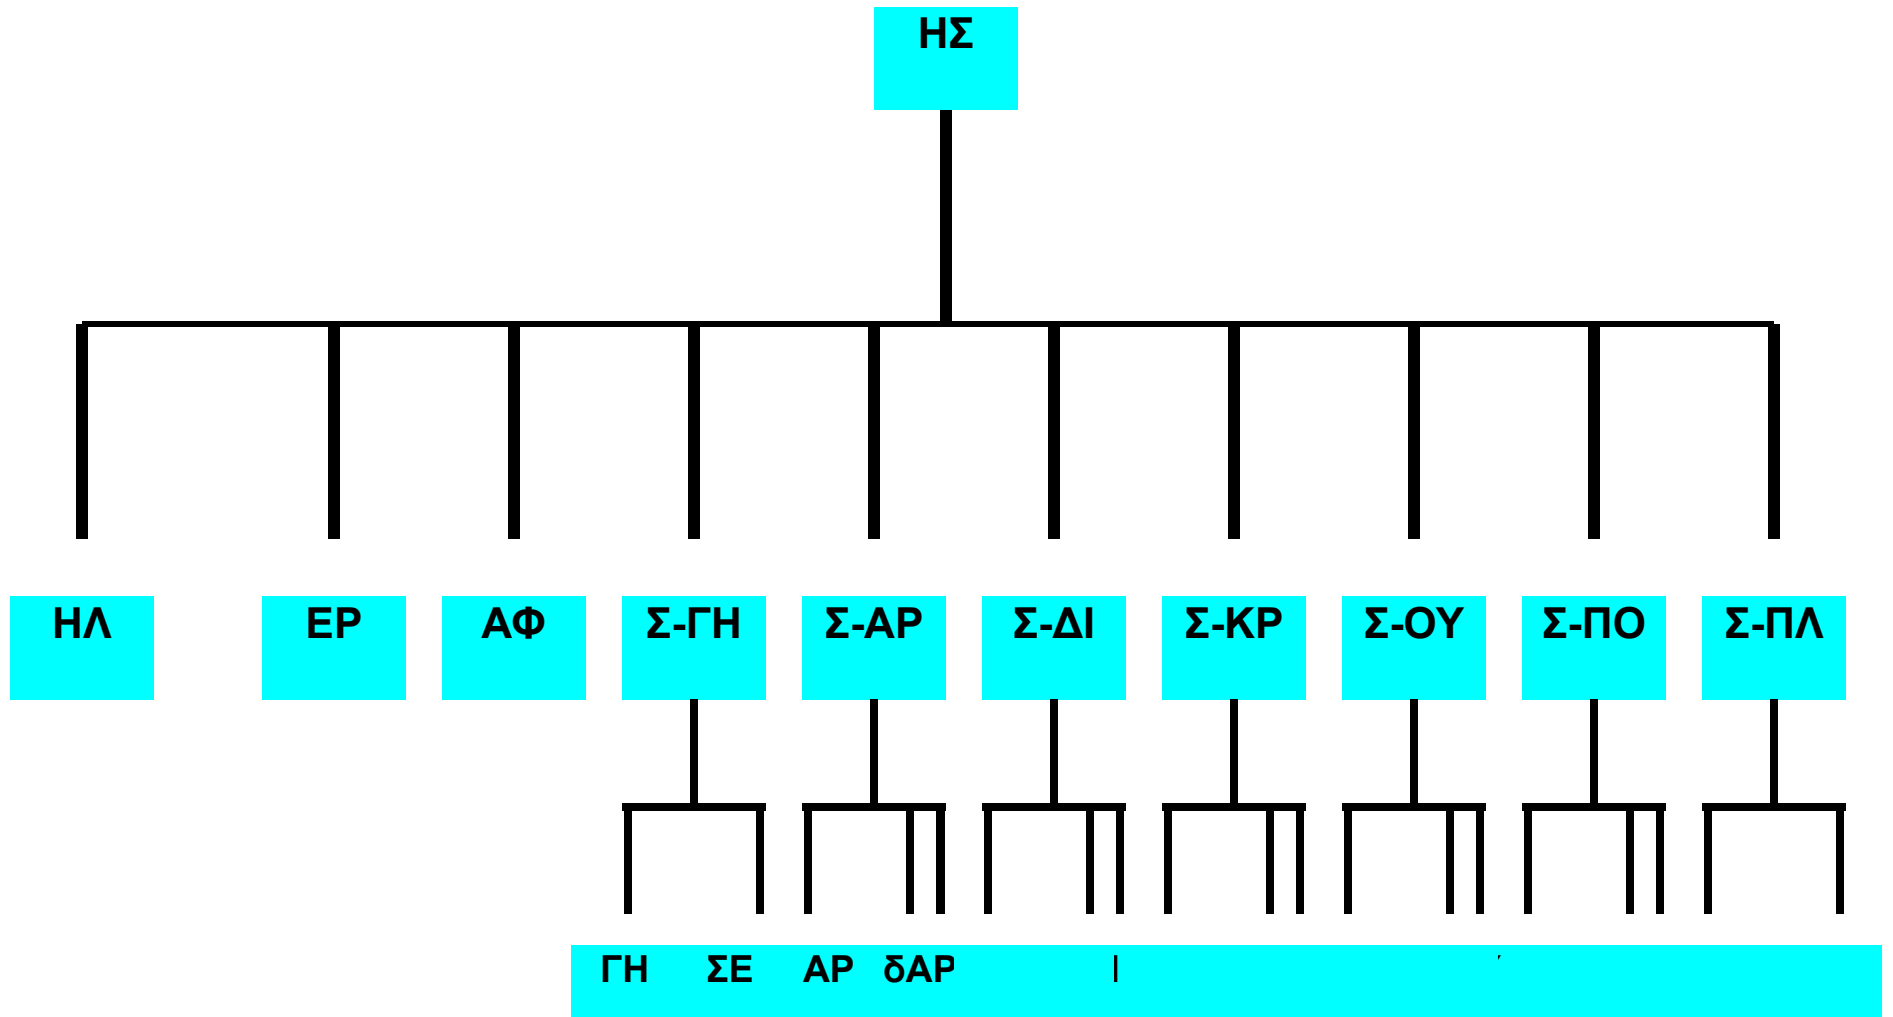 ΗΣ
ΗΛ ΕΡ ΑΦ Σ-ΓΗ Σ-ΑΡ Σ-ΔΙ Σ-ΚΡ Σ-ΟΥ Σ-ΠΟ Σ-ΠΛ
ΓΗ ΣΕ ΑΡ δΑΡ